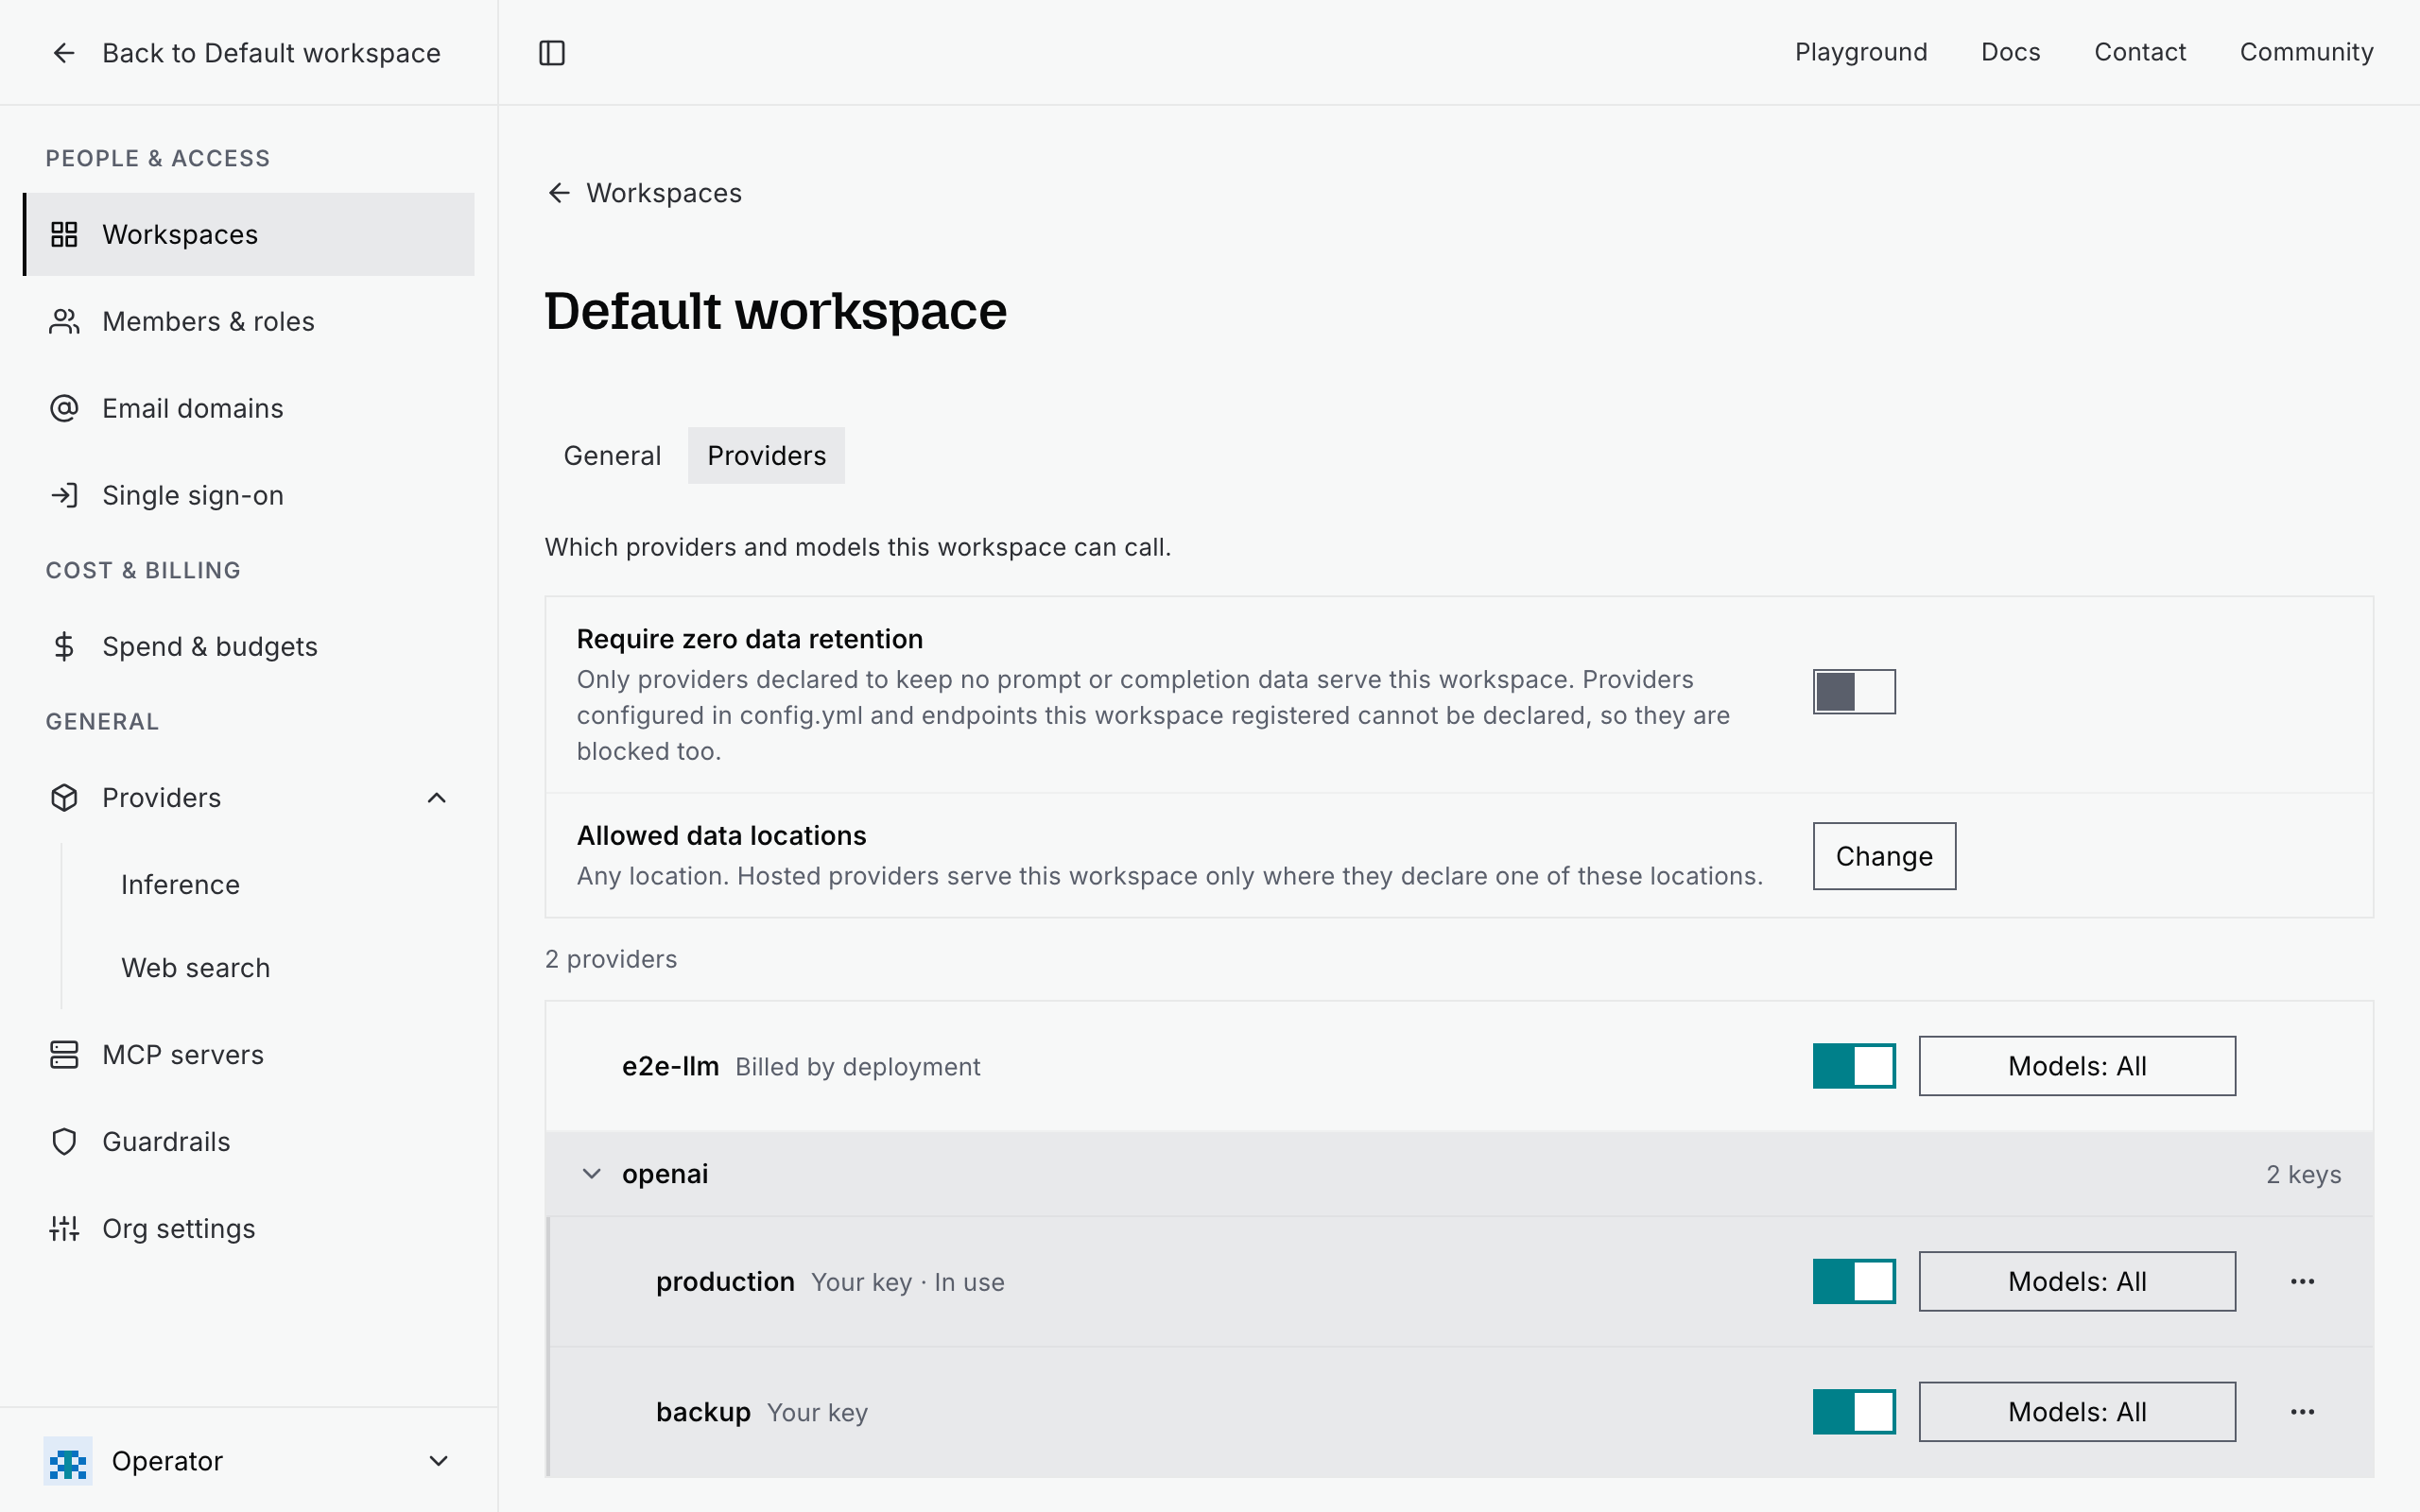 Back to Default workspace
Playground
Docs
Contact
Community
PEOPLE & ACCESS
Workspaces
Members & roles
Email domains
Single sign-on
COST & BILLING
Spend & budgets
GENERAL
Providers
Inference
Web search
MCP servers
Guardrails
Org settings
Operator
Workspaces
Default workspace
General
Providers
Which providers and models this workspace can call.
Require zero data retention
Only providers declared to keep no prompt or completion data serve this workspace. Providers
configured in config.yml and endpoints this workspace registered cannot be declared, so they are
blocked too.
Allowed data locations
Any location. Hosted providers serve this workspace only where they declare one of these locations.
Change
2 providers
e2e-llm Billed by deployment
Models: All
openai
2 keys
production Your key · In use
Models: All
backup Your key
Models: All